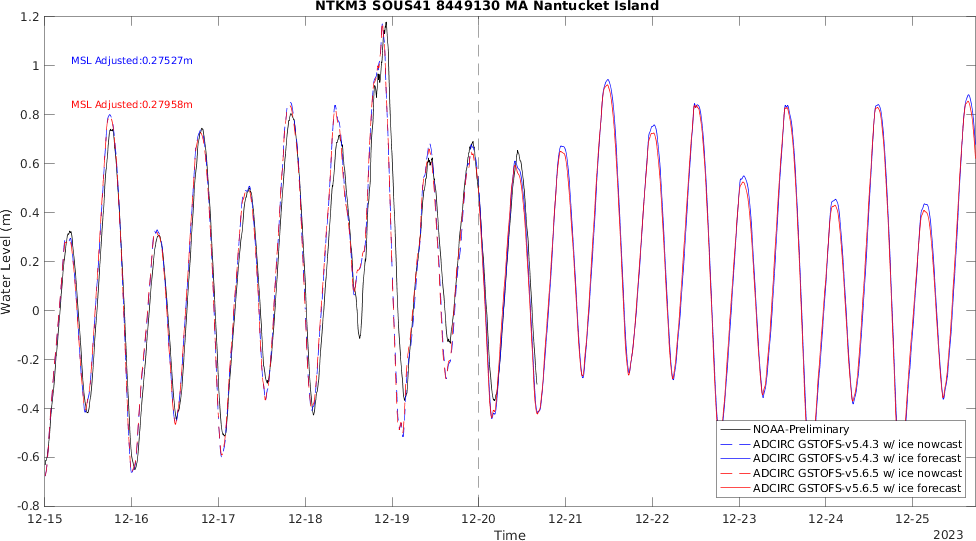 NTKM3 SOUS41 8449130 MA Nantucket Island
1.2
1
0.8
0.6
0.4
0.2
0
-0.2
-0.4
-0.6
-0.8
Water Level (m)
MSL Adjusted:0.27527m
MSL Adjusted:0.27958m
NOAA-Preliminary
ADCIRC GSTOFS-v5.4.3 w/ ice nowcast
ADCIRC GSTOFS-v5.4.3 w/ ice forecast
ADCIRC GSTOFS-v5.6.5 w/ ice nowcast
ADCIRC GSTOFS-v5.6.5 w/ ice forecast
12-15 12-16 12-17 12-18 12-19 12-20 12-21 12-22 12-23 12-24 12-25
Time
2023